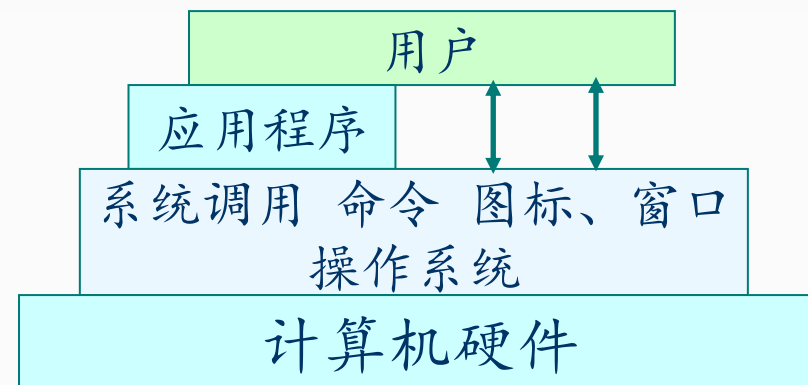 用户
应用程序
系统调用 命令 图标、窗口
操作系统
计算机硬件